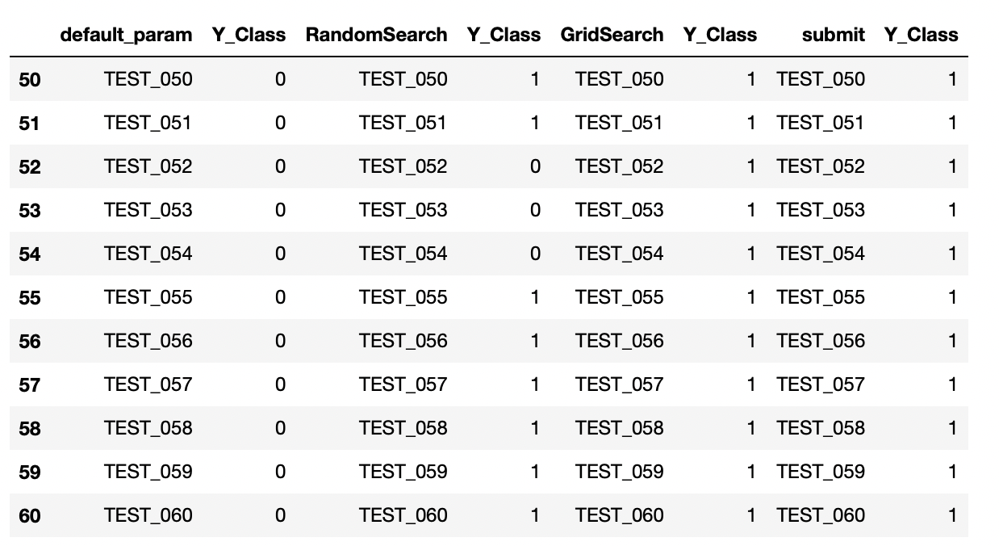 default_param Y_Class RandomSearch Y_Class GridSearch Y_Class submit Y_Class
50 TEST_050 0 TEST_050 1 TEST_050 1 TEST_050 1
51 TEST_051 0 TEST_051 1 TEST_051 1 TEST_051 1
52 TEST_052 0 TEST_052 0 TEST_052 1 TEST_052 1
53 TEST_053 0 TEST_053 0 TEST_053 1 TEST_053 1
54 TEST_054 0 TEST_054 0 TEST_054 1 TEST_054 1
55 TEST_055 0 TEST_055 1 TEST_055 1 TEST_055 1
56 TEST_056 0 TEST_056 1 TEST_056 1 TEST_056 1
57 TEST_057 0 TEST_057 1 TEST_057 1 TEST_057 1
58 TEST_058 0 TEST_058 1 TEST_058 1 TEST_058 1
59 TEST_059 0 TEST_059 1 TEST_059 1 TEST_059 1
60 TEST_060 0 TEST_060 1 TEST_060 1 TEST_060 1